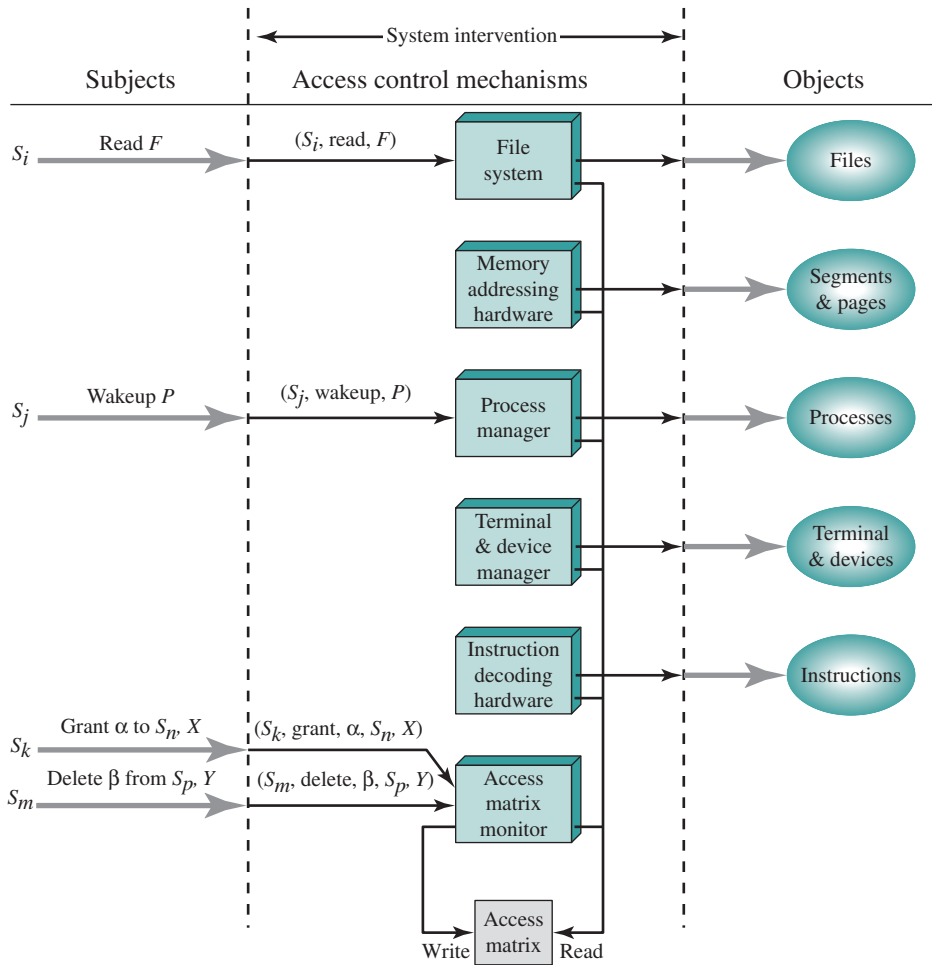 System intervention
Subjects
Access control mechanisms
Objects
Sᵢ
Read F
(Sᵢ, read, F)
File
system
Files
Memory
addressing
hardware
Segments
& pages
Sⱼ
Wakeup P
(Sⱼ, wakeup, P)
Process
manager
Processes
Terminal
& device
manager
Terminal
& devices
Instruction
decoding
hardware
Instructions
Sₖ
Grant α to Sₙ, X
(Sₖ, grant, α, Sₙ, X)
Sₘ
Delete β from Sₚ, Y
(Sₘ, delete, β, Sₚ, Y)
Access
matrix
monitor
Write
Access
matrix
Read